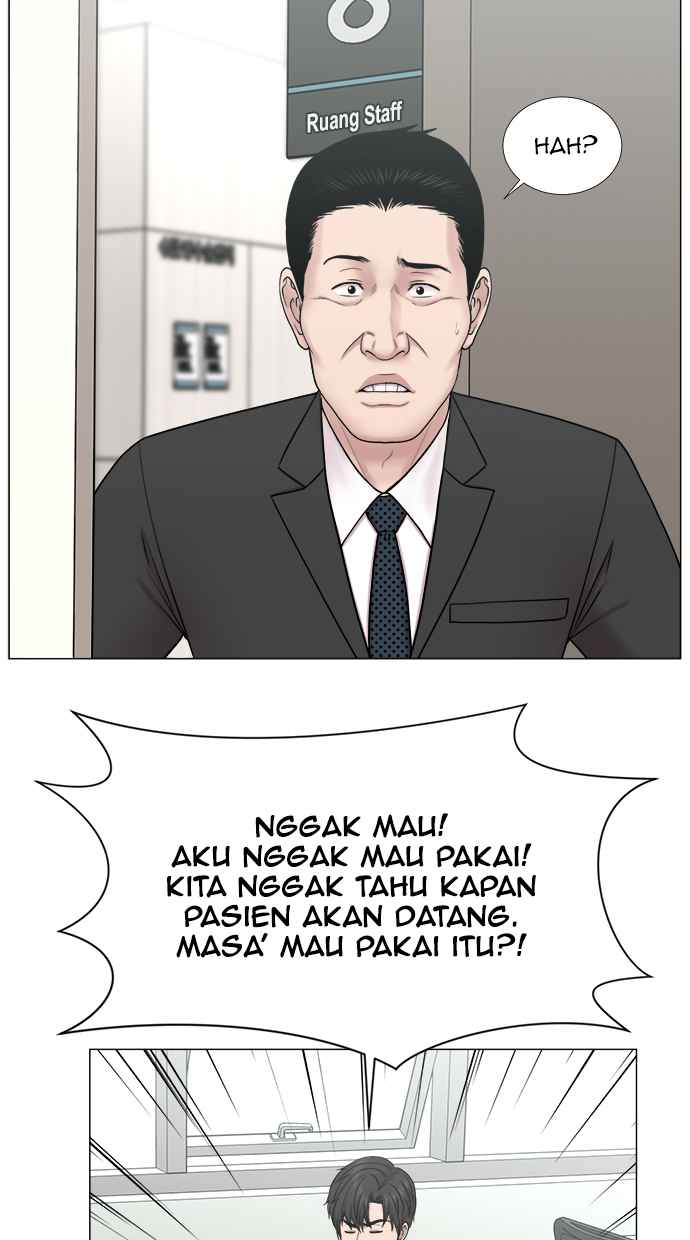 Ruang Staff
HAH?
NGGAK MAU!
AKU NGGAK MAU PAKAI!
KITA NGGAK TAHU KAPAN
PASIEN AKAN DATANG.
MASA' MAU PAKAI ITU?!